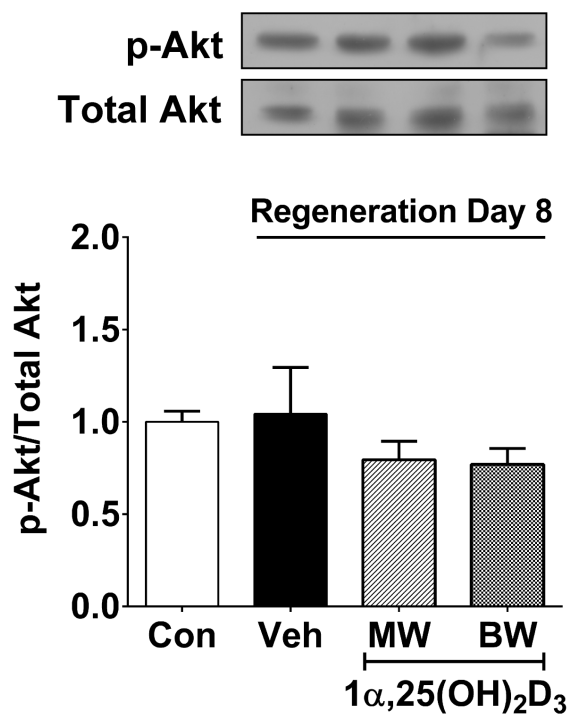 p-Akt
Total Akt
Regeneration Day 8
p-Akt/Total Akt
2.0
1.5
1.0
0.5
0.0
Con Veh MW BW
1α,25(OH)₂D₃